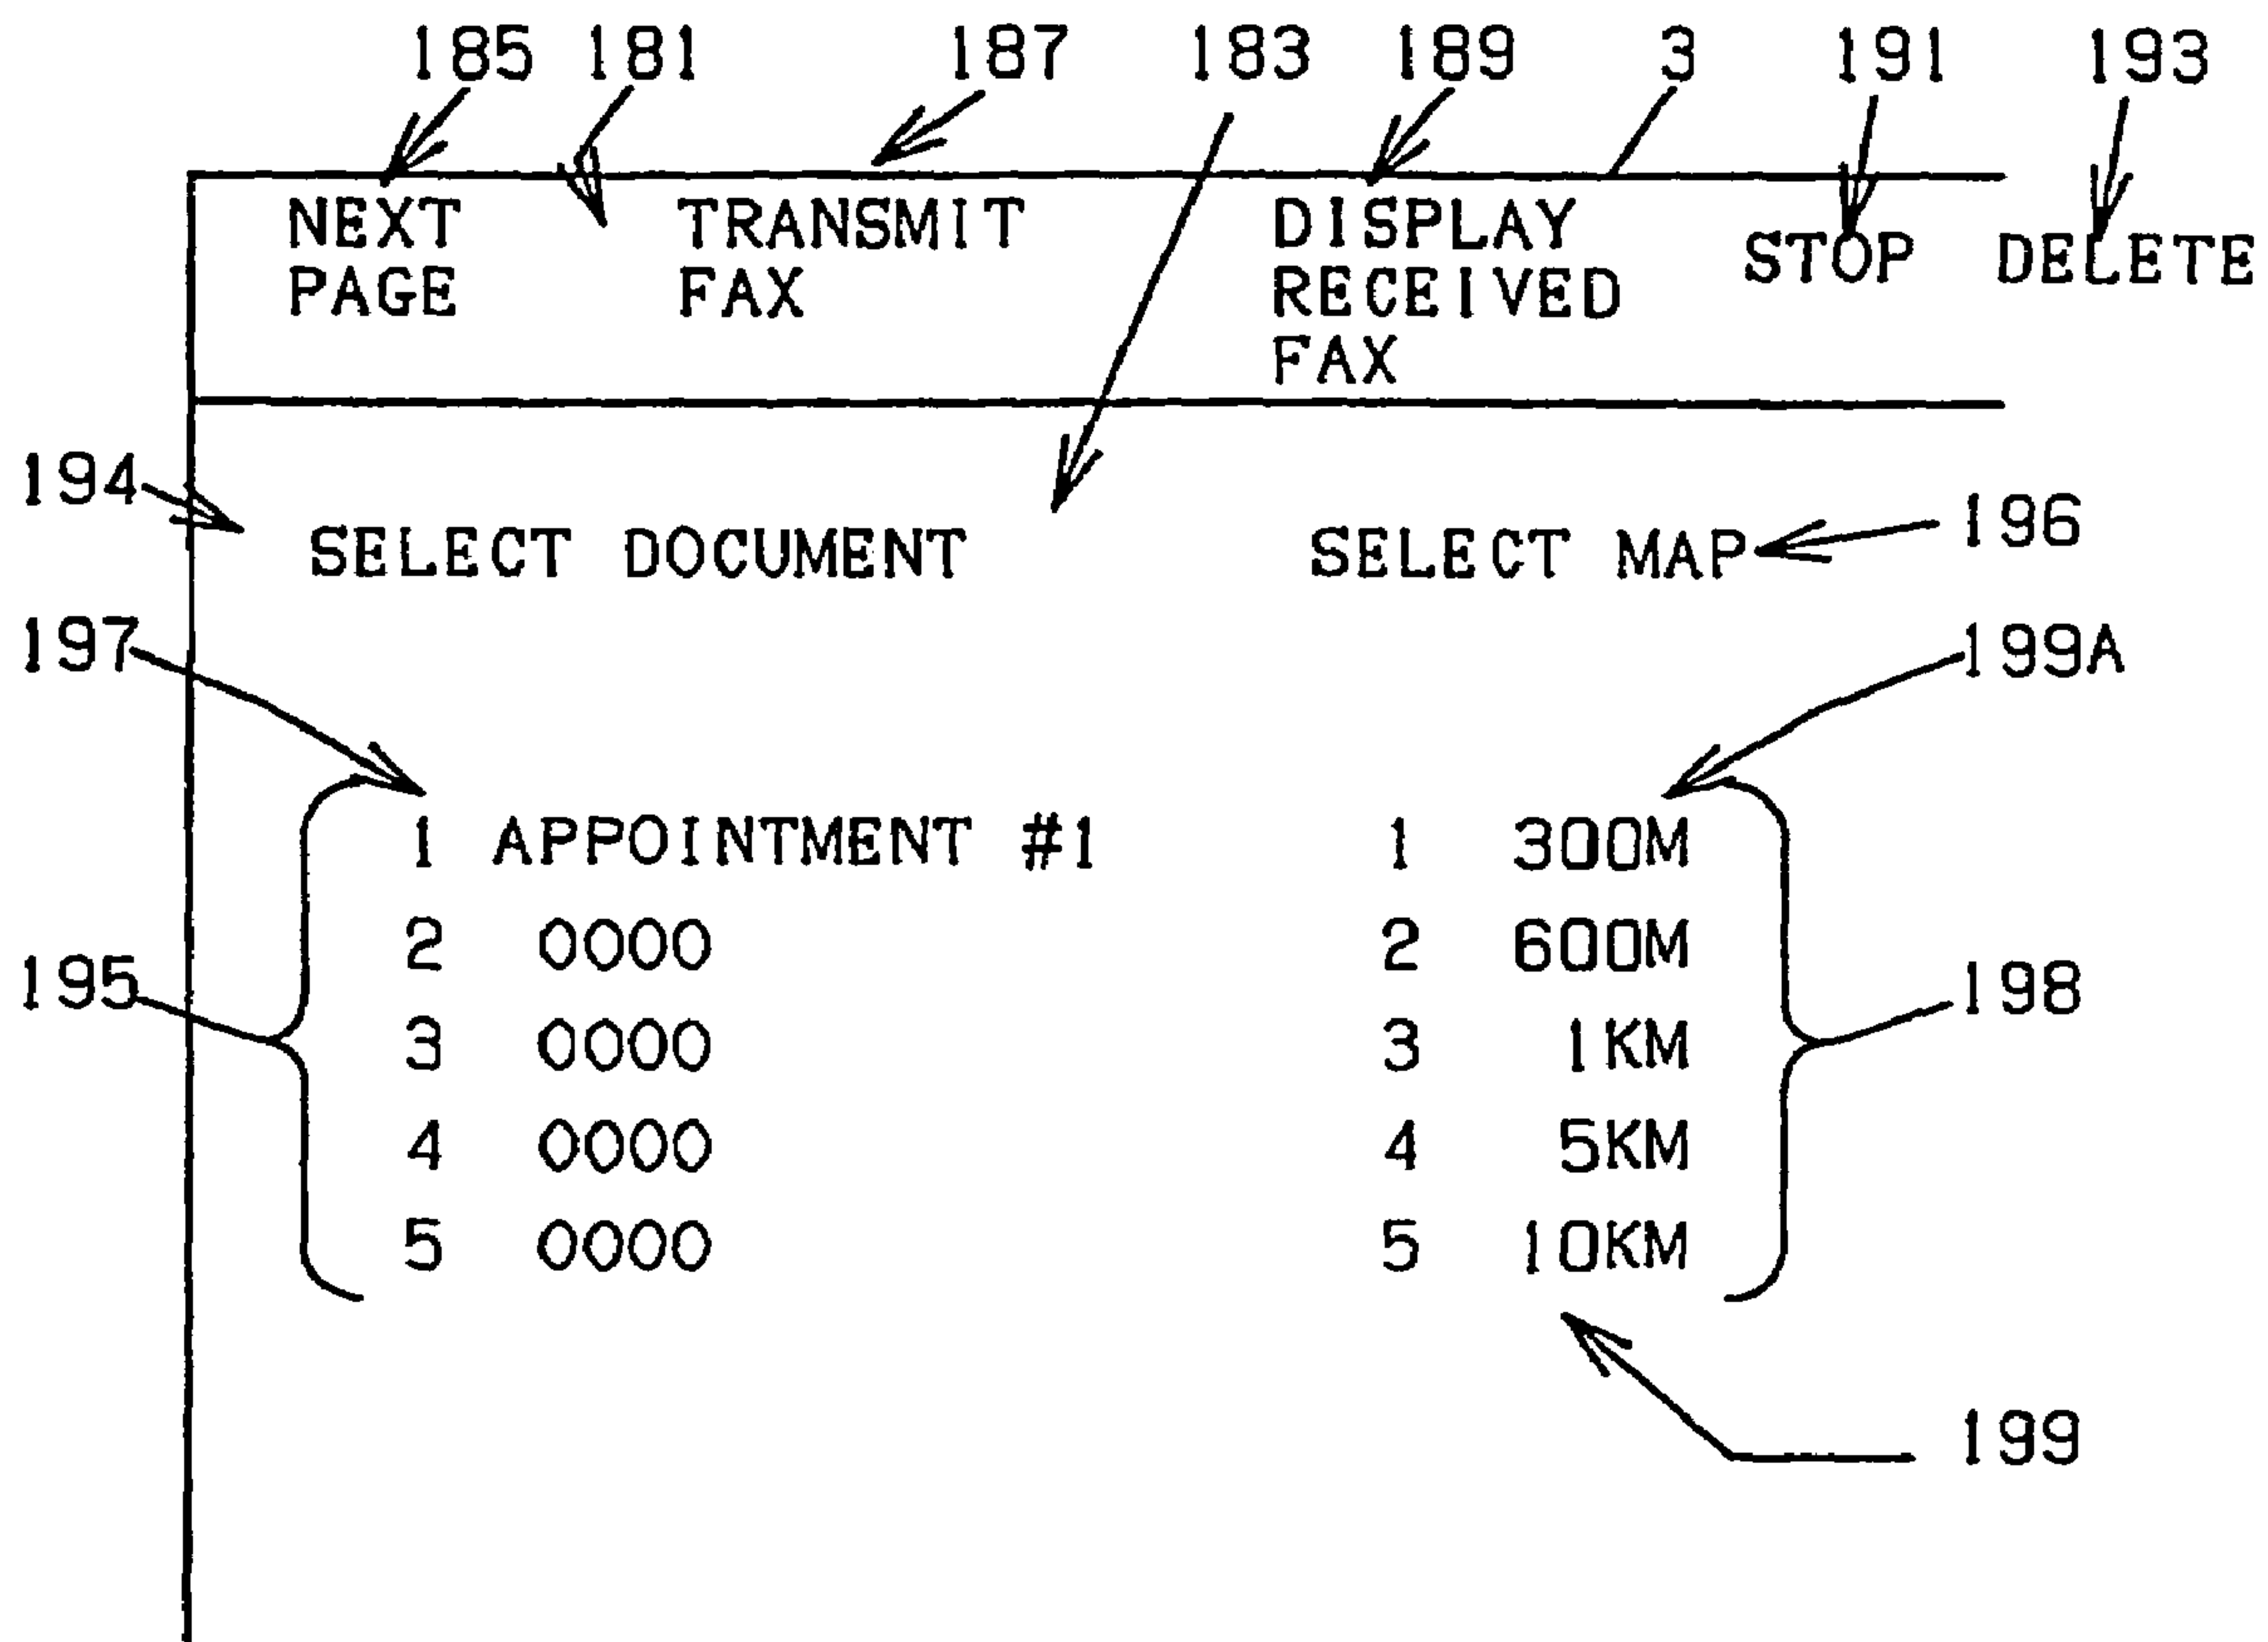 185 181 187 183 189 3 191 193
NEXT TRANSMIT DISPLAY STOP DELETE
PAGE FAX RECEIVED
FAX
194 SELECT DOCUMENT SELECT MAP 196
197 199A
1 APPOINTMENT #1 1 300M
2 0000 2 600M
195 3 0000 3 1KM 198
4 0000 4 5KM
5 0000 5 10KM
199